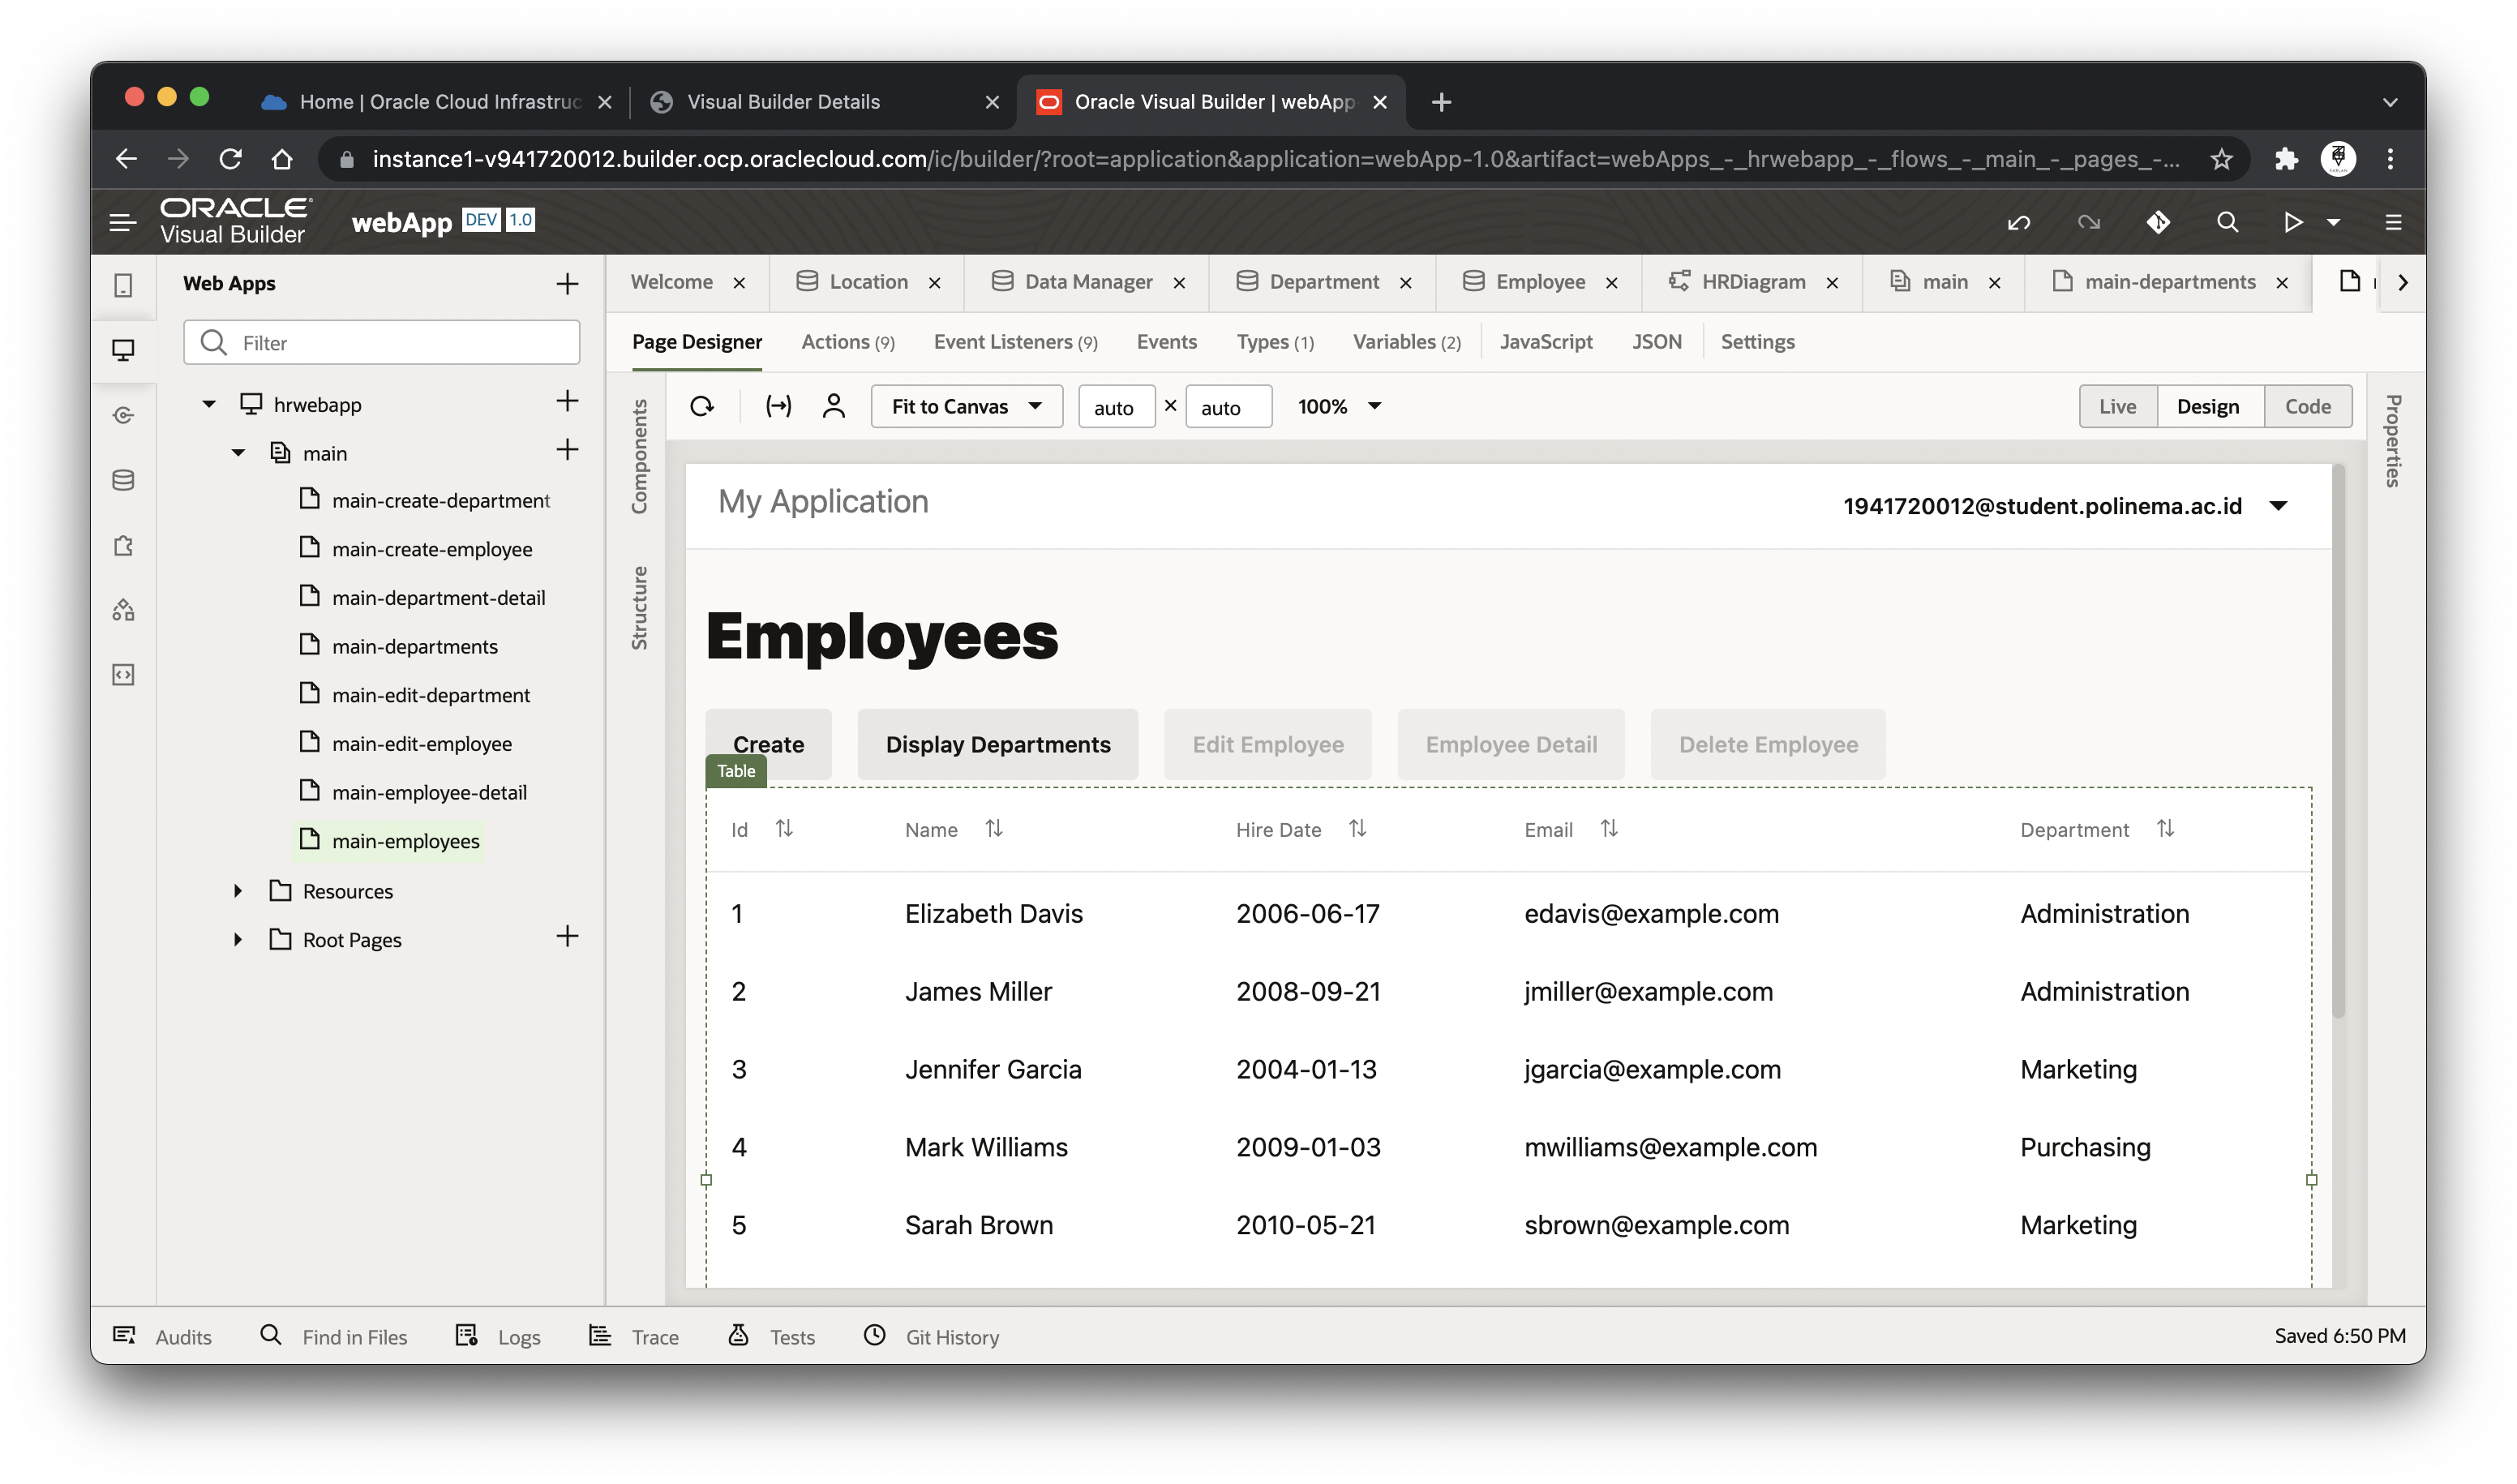 Home | Oracle Cloud Infrastruc
Visual Builder Details
Oracle Visual Builder | webApp-
instance1-v941720012.builder.ocp.oraclecloud.com/ic/builder/?root=application&application=webApp-1.0&artifact=webApps_-_hrwebapp_-_flows_-_main_-_pages_-...
ORACLE
Visual Builder
webApp DEV 1.0
Web Apps
Filter
hrwebapp
main
main-create-department
main-create-employee
main-department-detail
main-departments
main-edit-department
main-edit-employee
main-employee-detail
main-employees
Resources
Root Pages
Welcome Location Data Manager Department Employee HRDiagram main main-departments
Page Designer Actions (9) Event Listeners (9) Events Types (1) Variables (2) JavaScript JSON Settings
Components
Structure
Fit to Canvas auto × auto 100% Live Design Code
Properties
My Application 1941720012@student.polinema.ac.id
Employees
Create Display Departments Edit Employee Employee Detail Delete Employee
Table
Id Name Hire Date Email Department
1 Elizabeth Davis 2006-06-17 edavis@example.com Administration
2 James Miller 2008-09-21 jmiller@example.com Administration
3 Jennifer Garcia 2004-01-13 jgarcia@example.com Marketing
4 Mark Williams 2009-01-03 mwilliams@example.com Purchasing
5 Sarah Brown 2010-05-21 sbrown@example.com Marketing
Audits Find in Files Logs Trace Tests Git History Saved 6:50 PM